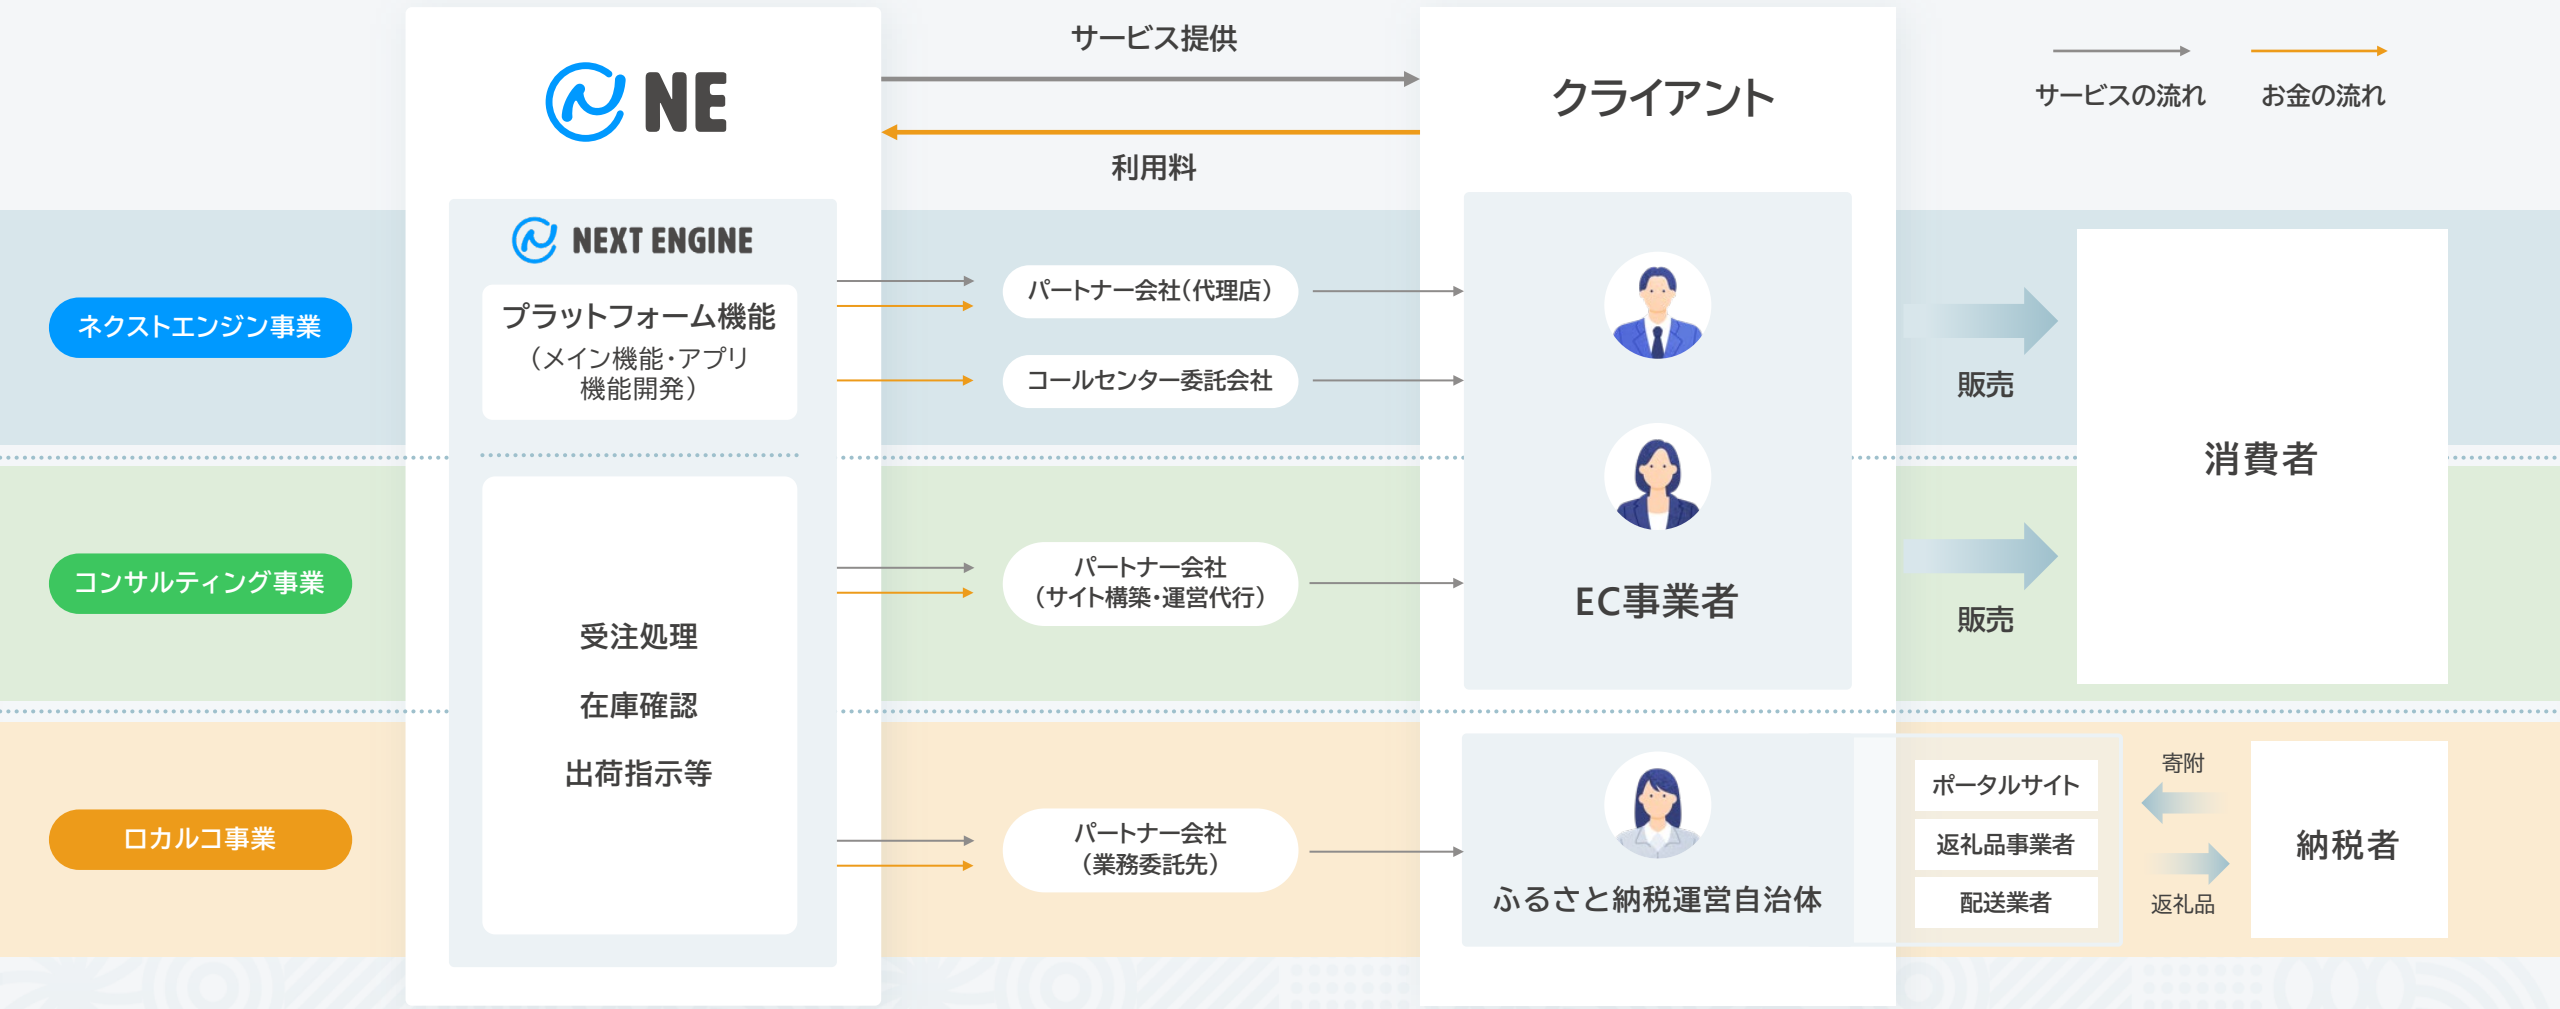 NE
サービス提供
利用料
クライアント
サービスの流れ
お金の流れ
ネクストエンジン事業
NEXT ENGINE
プラットフォーム機能
（メイン機能・アプリ
機能開発）
パートナー会社（代理店）
コールセンター委託会社
販売
消費者
コンサルティング事業
受注処理
在庫確認
出荷指示等
パートナー会社
（サイト構築・運営代行）
EC事業者
販売
ロカルコ事業
パートナー会社
（業務委託先）
ふるさと納税運営自治体
ポータルサイト
返礼品事業者
配送業者
寄附
返礼品
納税者